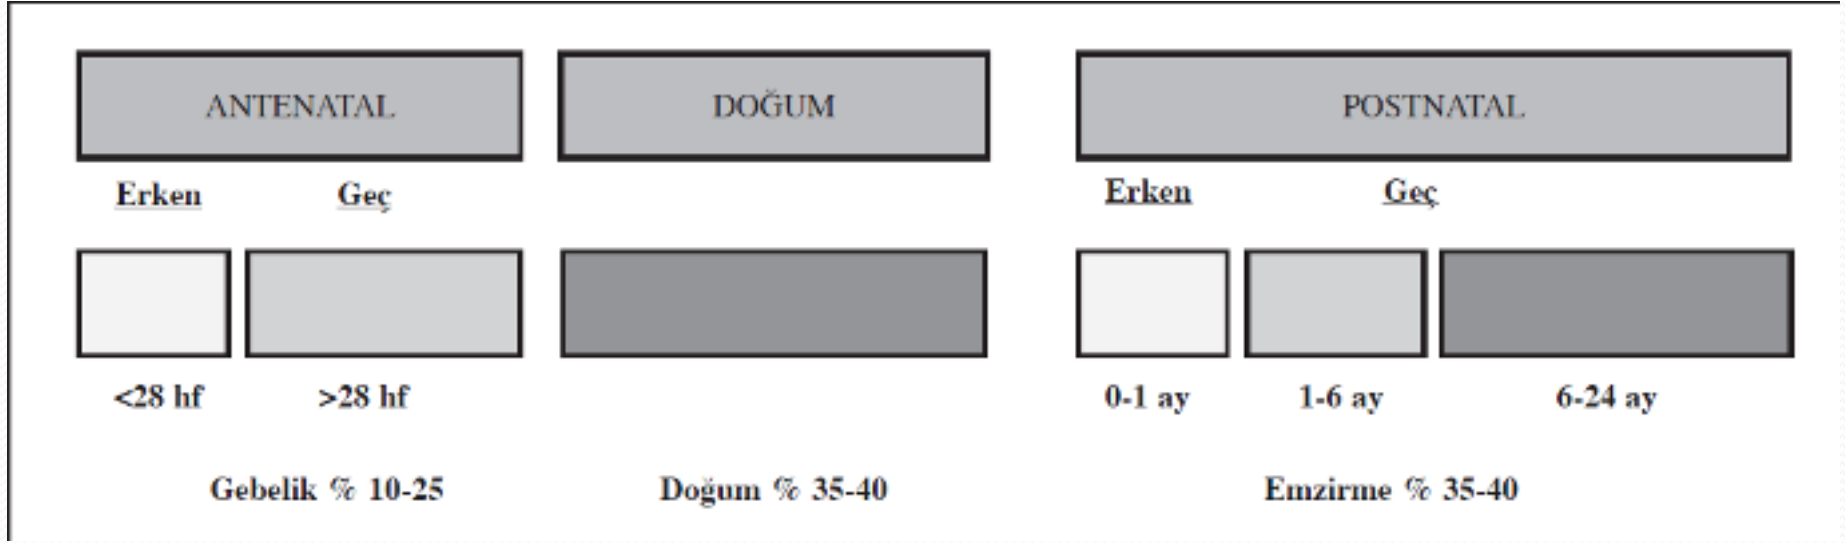 ANTENATAL DOĞUM POSTNATAL
Erken Geç Erken Geç
<28 hf >28 hf 0-1 ay 1-6 ay 6-24 ay
Gebelik % 10-25 Doğum % 35-40 Emzirme % 35-40